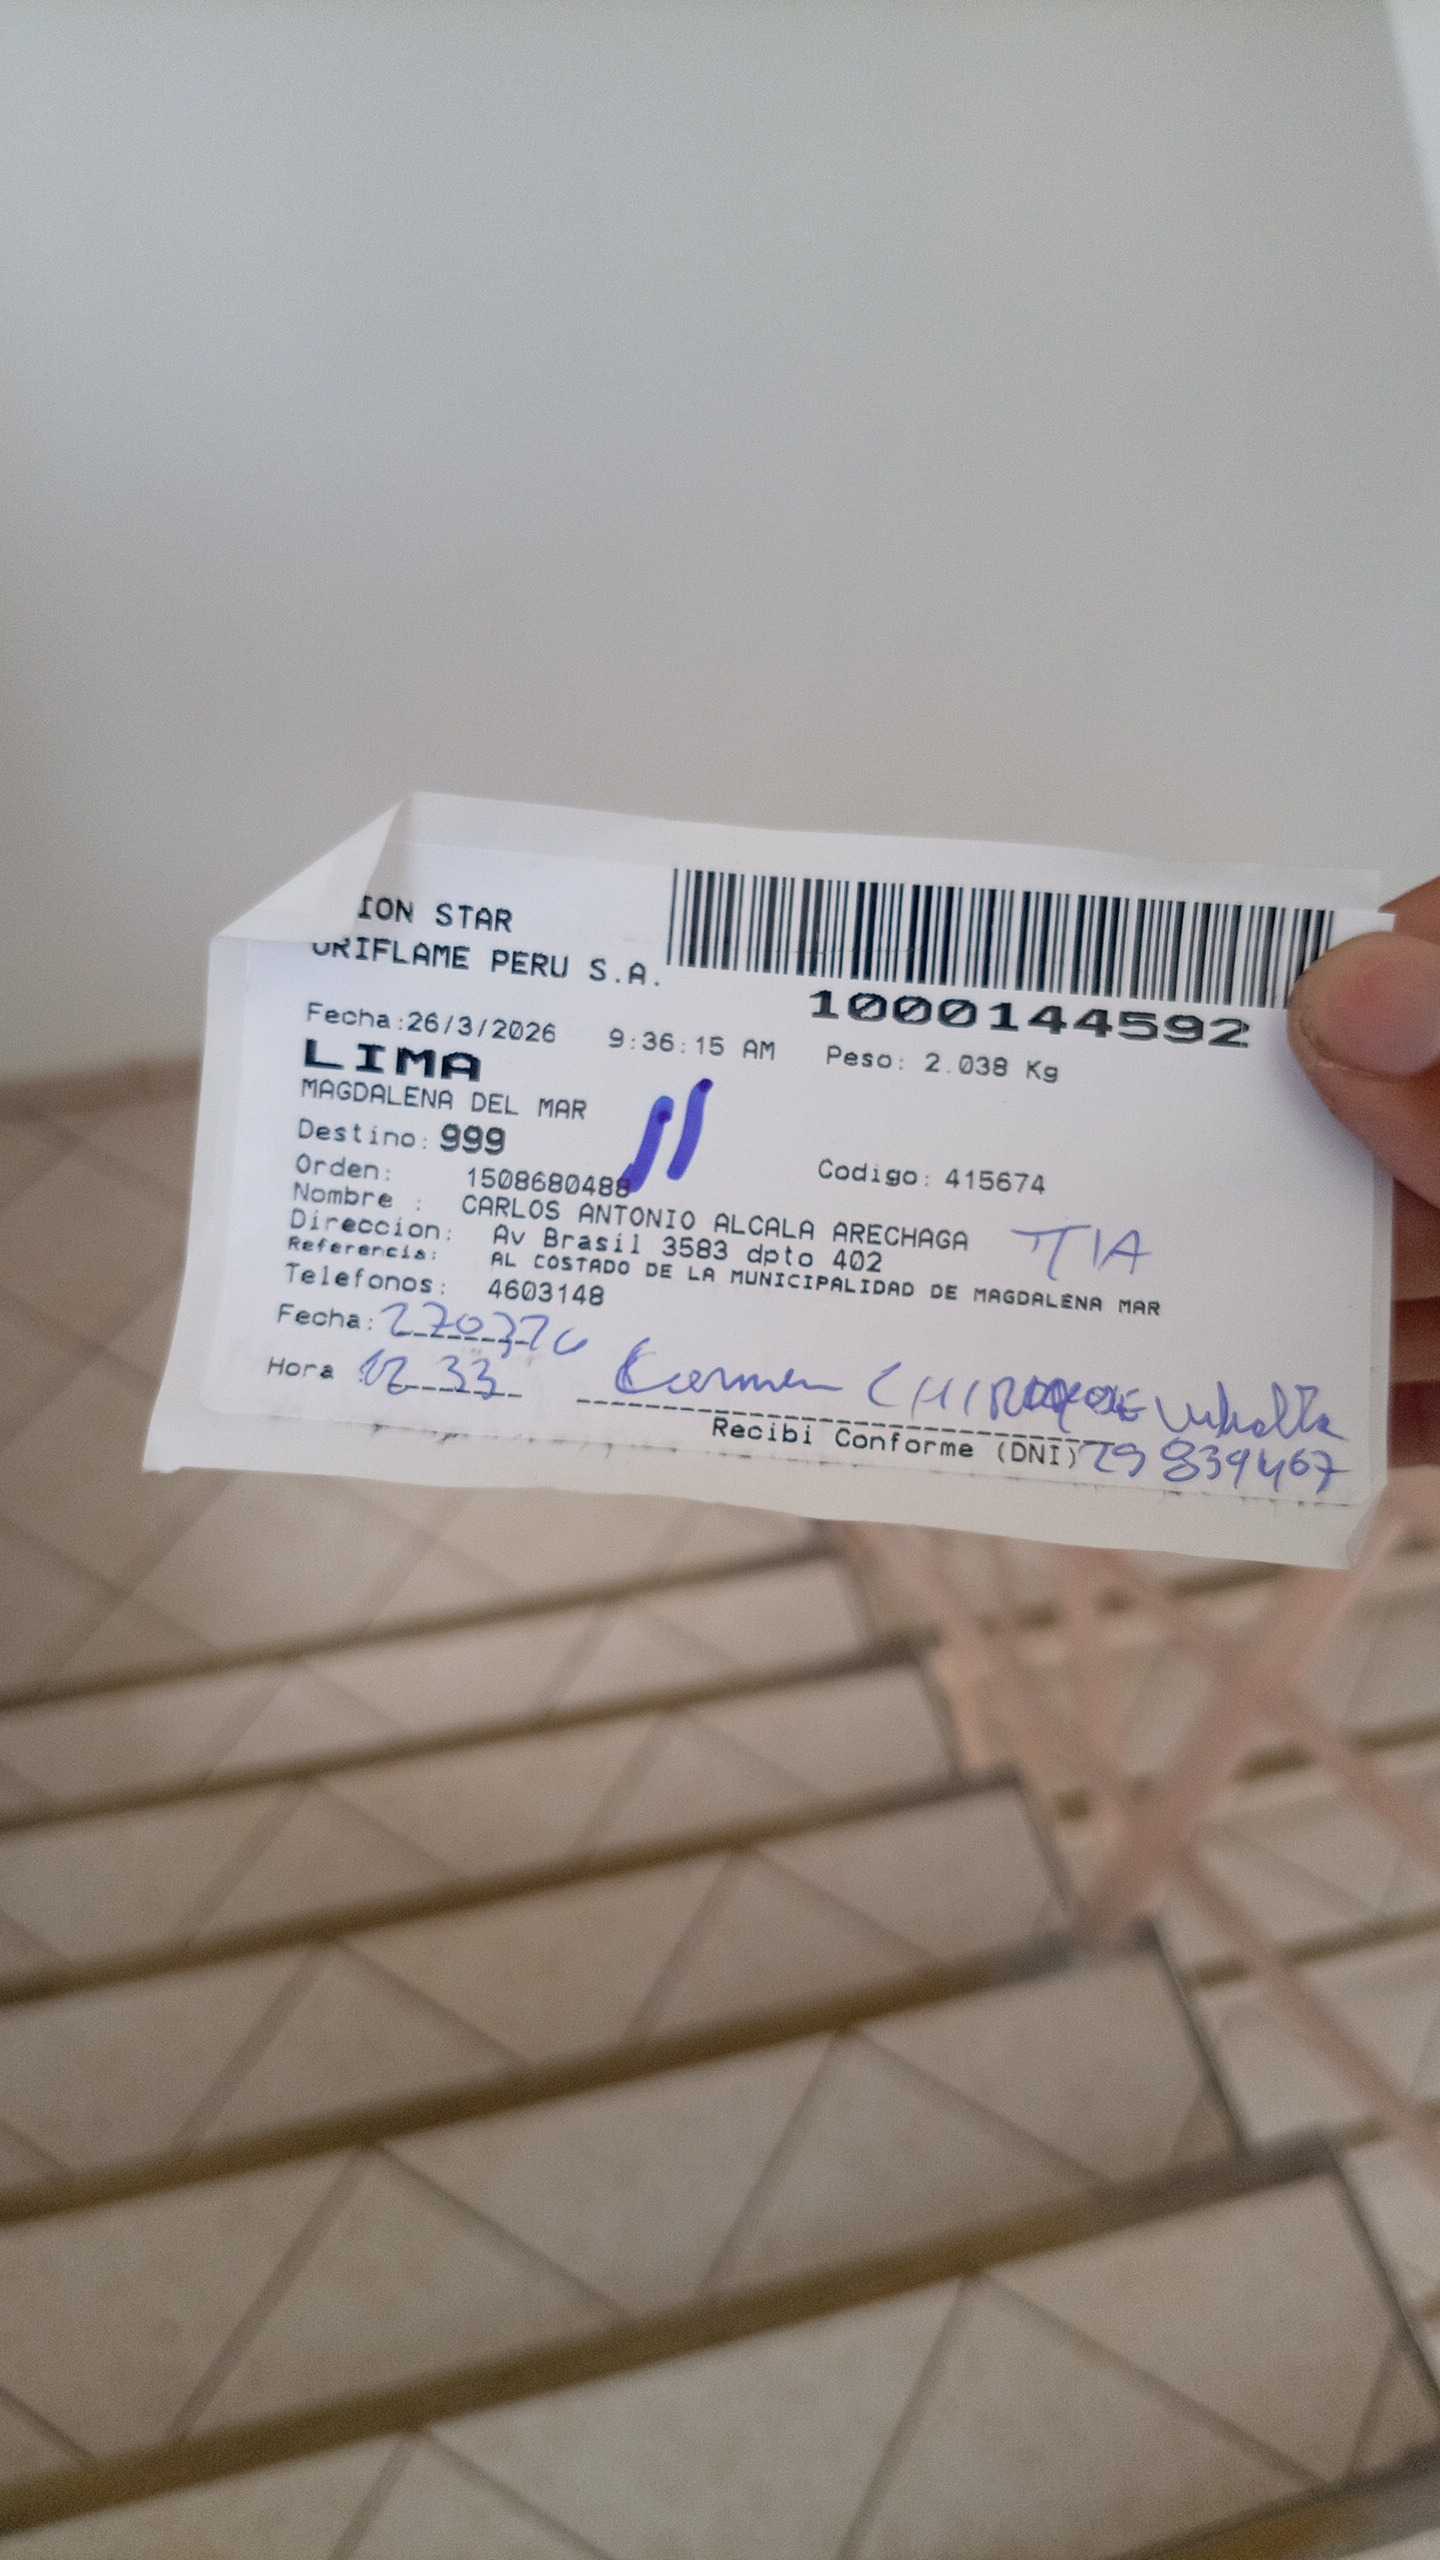 ION STAR
ORIFLAME PERU S.A.
1000144592
Fecha:26/3/2026 9:36:15 AM Peso: 2.038 Kg
LIMA
MAGDALENA DEL MAR
Destino: 999
Orden: 1508680488 Codigo: 415674
Nombre : CARLOS ANTONIO ALCALA ARECHAGA TIA
Direccion: Av Brasil 3583 dpto 402
Referencia: AL COSTADO DE LA MUNICIPALIDAD DE MAGDALENA MAR
Telefonos: 4603148
Fecha: 270326
Hora 12 33 Carmen
Recibi Conforme (DNI) 29839467